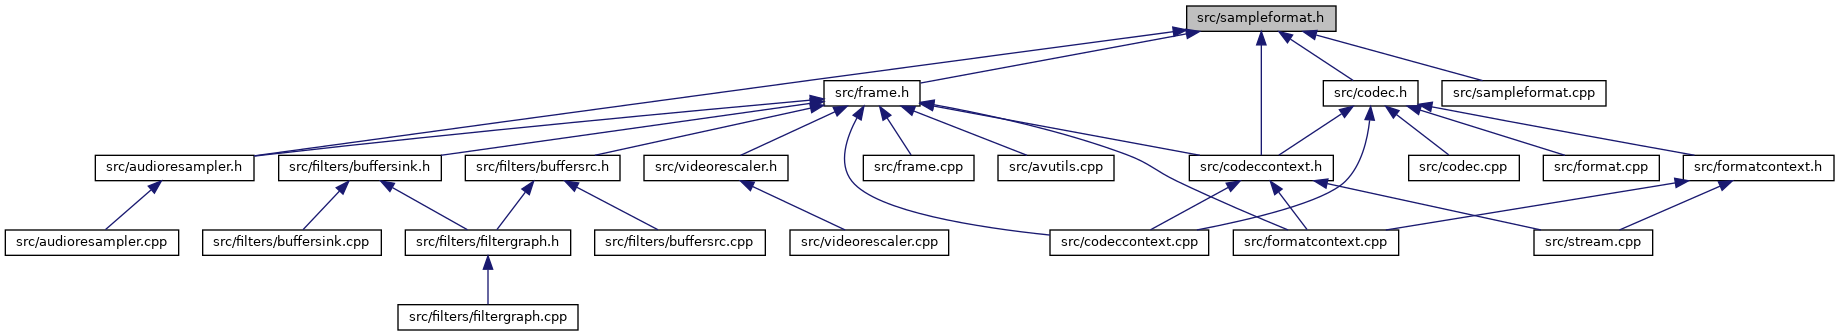 src/sampleformat.h
src/frame.h
src/codec.h
src/sampleformat.cpp
src/audioresampler.h
src/filters/buffersink.h
src/filters/buffersrc.h
src/videorescaler.h
src/frame.cpp
src/avutils.cpp
src/codeccontext.h
src/codec.cpp
src/format.cpp
src/formatcontext.h
src/audioresampler.cpp
src/filters/buffersink.cpp
src/filters/filtergraph.h
src/filters/buffersrc.cpp
src/videorescaler.cpp
src/codeccontext.cpp
src/formatcontext.cpp
src/stream.cpp
src/filters/filtergraph.cpp